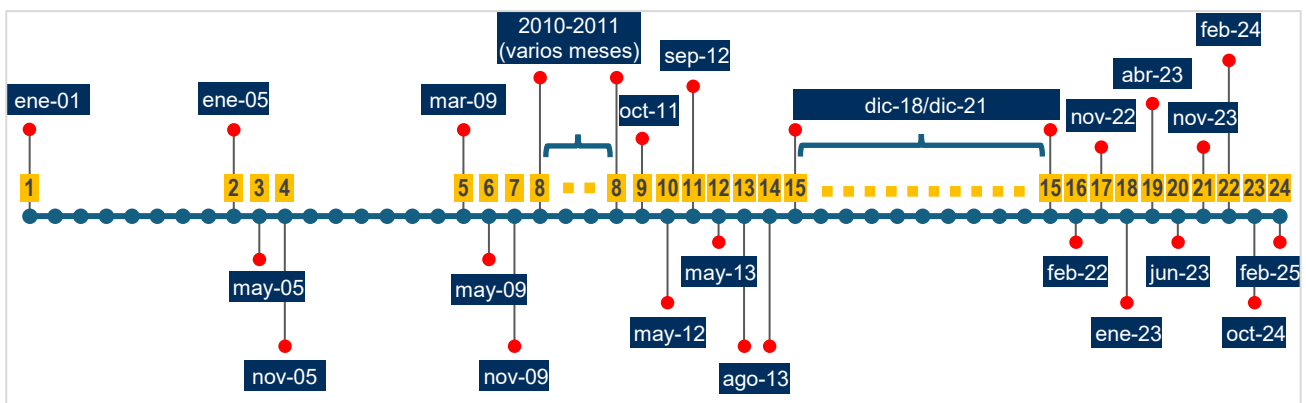 2010-2011
(varios meses)
feb-24
sep-12
abr-23
ene-01
ene-05
mar-09
oct-11
dic-18/dic-21
nov-22
nov-23
1 2 3 4 5 6 7 8 8 9 10 11 12 13 14 15 15 16 17 18 19 20 21 22 23 24
may-05
may-09
may-13
feb-22
jun-23
feb-25
may-12
ene-23
oct-24
nov-05
nov-09
ago-13